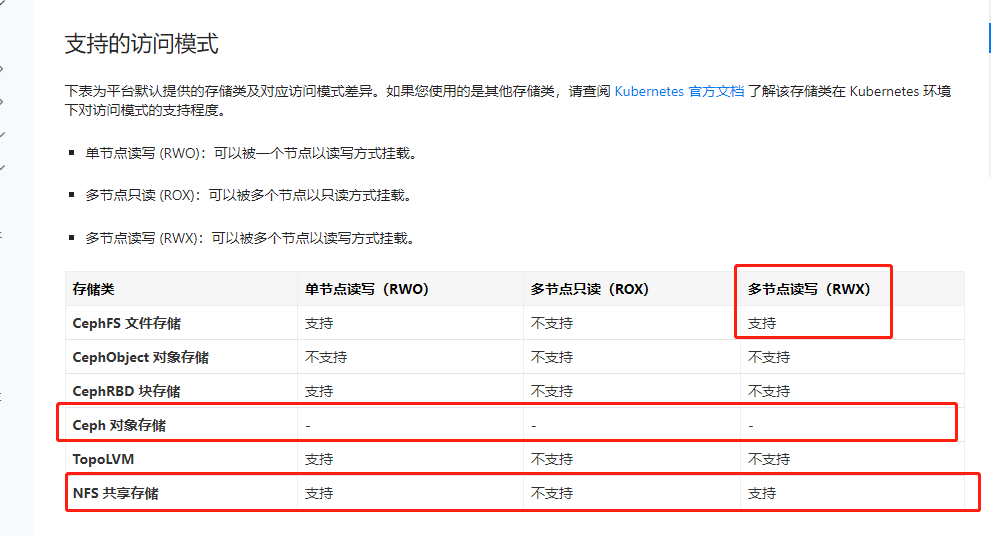 支持的访问模式
下表为平台默认提供的存储类及对应访问模式差异。如果您使用的是其他存储类，请查阅 Kubernetes 官方文档 了解该存储类在 Kubernetes 环境
下对访问模式的支持程度。
单节点读写 (RWO)：可以被一个节点以读写方式挂载。
多节点只读 (ROX)：可以被多个节点以只读方式挂载。
多节点读写 (RWX)：可以被多个节点以读写方式挂载。
存储类 单节点读写（RWO） 多节点只读（ROX） 多节点读写（RWX）
CephFS 文件存储 支持 不支持 支持
CephObject 对象存储 不支持 不支持 不支持
CephRBD 块存储 支持 不支持 不支持
Ceph 对象存储 - - -
TopoLVM 支持 不支持 不支持
NFS 共享存储 支持 不支持 支持